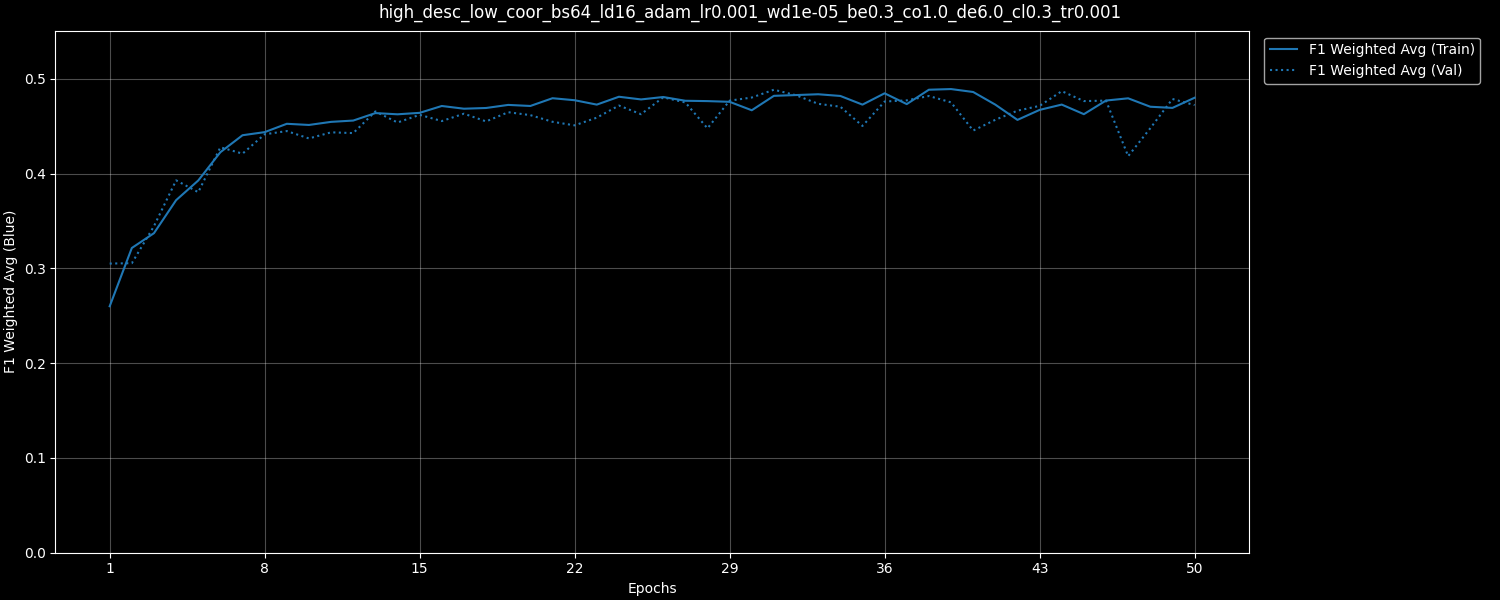 high_desc_low_coor_bs64_ld16_adam_lr0.001_wd1e-05_be0.3_co1.0_de6.0_cl0.3_tr0.001
F1 Weighted Avg (Train)
F1 Weighted Avg (Val)
F1 Weighted Avg (Blue)
0.5
0.4
0.3
0.2
0.1
0.0
1 8 15 22 29 36 43 50
Epochs